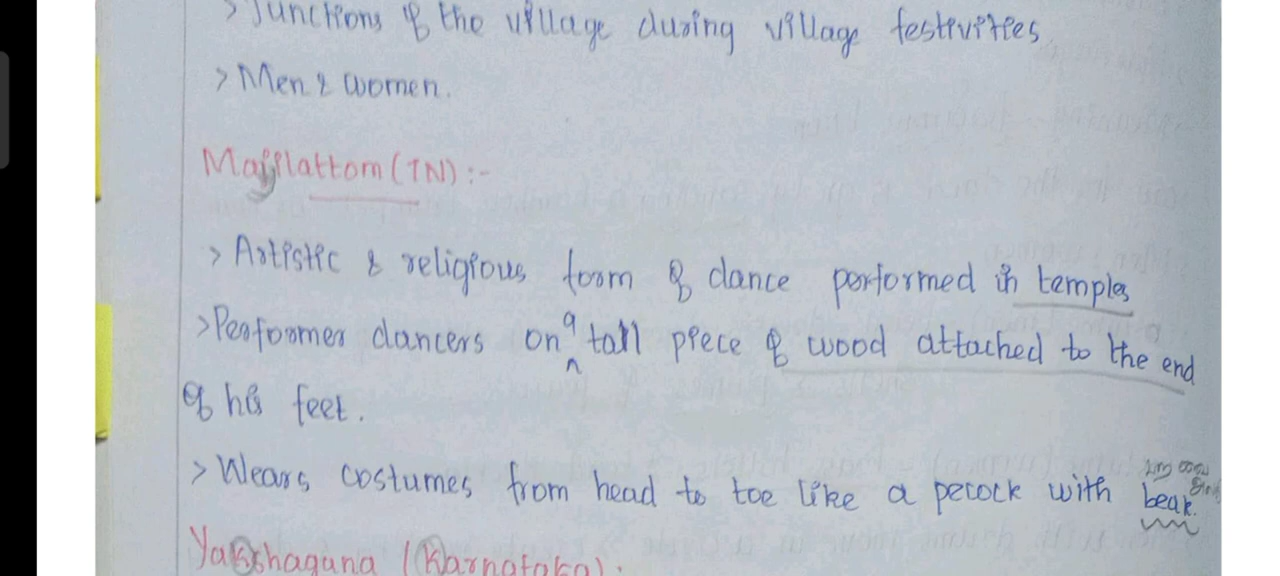 > Junctions of the village during village festivities
> Men & women.
Mayilattom (TN) :-
> Artistic & religious form of dance performed in temples
> Performer dancers on a tall piece of wood attached to the end
of his feet.
> Wears costumes from head to toe like a pecock with beak.
Yakshagana (Karnataka) :